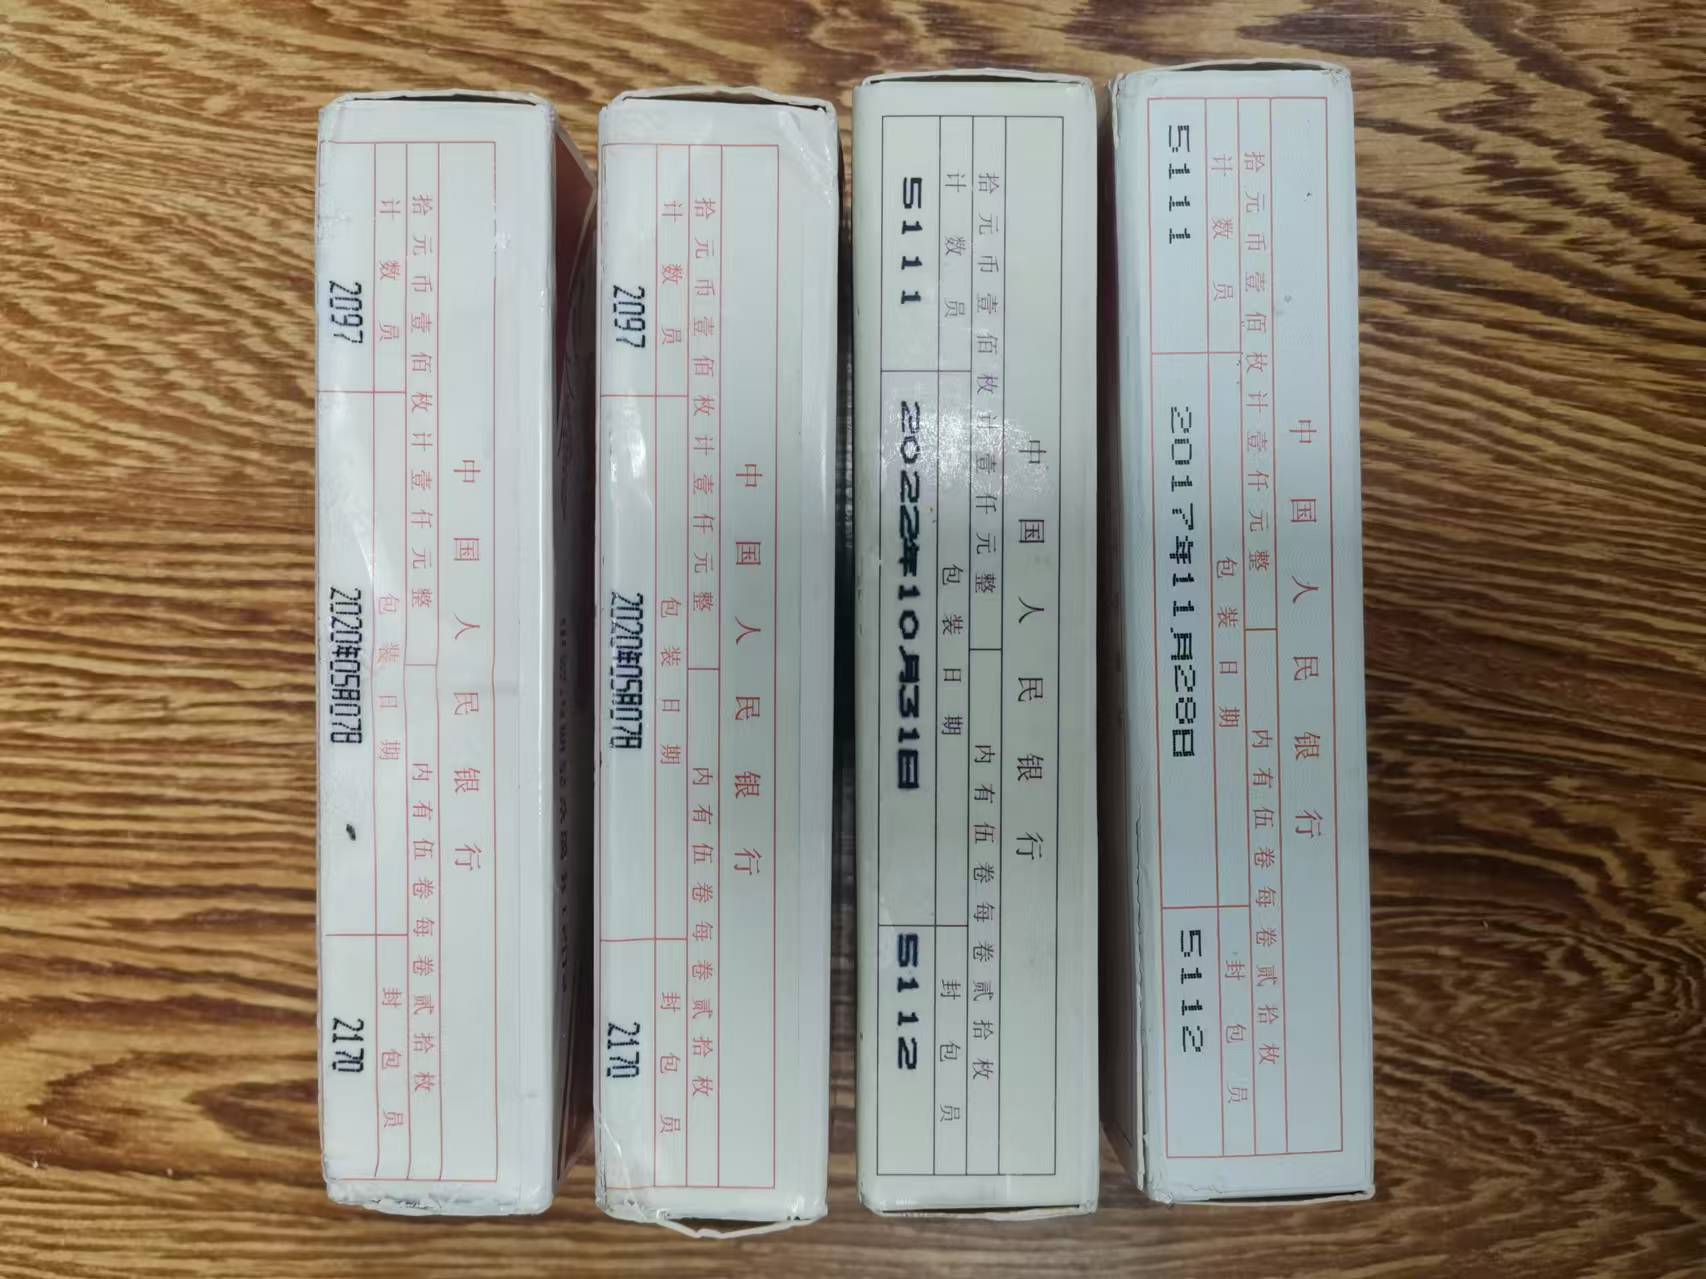 中国人民银行
拾元币壹佰枚计壹仟元整 内有伍卷每卷贰拾枚
计数员 包装日期 封包员
2097 2020年05月07日 2170
中国人民银行
拾元币壹佰枚计壹仟元整 内有伍卷每卷贰拾枚
计数员 包装日期 封包员
2097 2020年05月07日 2170
中国人民银行
拾元币壹佰枚计壹仟元整 内有伍卷每卷贰拾枚
计数员 包装日期 封包员
5111 2022年10月31日 5112
中国人民银行
拾元币壹佰枚计壹仟元整 内有伍卷每卷贰拾枚
计数员 包装日期 封包员
5111 2017年11月28日 5112